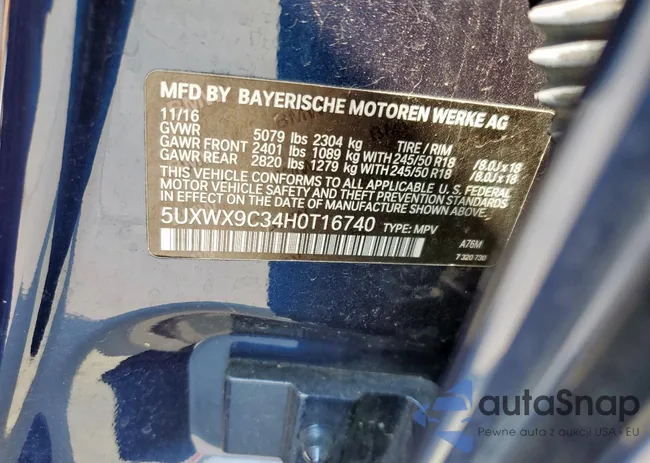 MFD BY BAYERISCHE MOTOREN WERKE AG
11/16
GVWR 5079 lbs 2304 kg TIRE / RIM
GAWR FRONT 2401 lbs 1089 kg WITH 245/50 R18 /8.0J x 18
GAWR REAR 2820 lbs 1279 kg WITH 245/50 R18 /8.0J x 18
THIS VEHICLE CONFORMS TO ALL APPLICABLE U. S. FEDERAL
MOTOR VEHICLE SAFETY AND THEFT PREVENTION STANDARDS
IN EFFECT ON THE DATE OF MANUFACTURE SHOWN ABOVE.
5UXWX9C34H0T16740 TYPE: MPV
A76M
7 320 730
autaSnap
Pewne auta z aukcji USA - EU